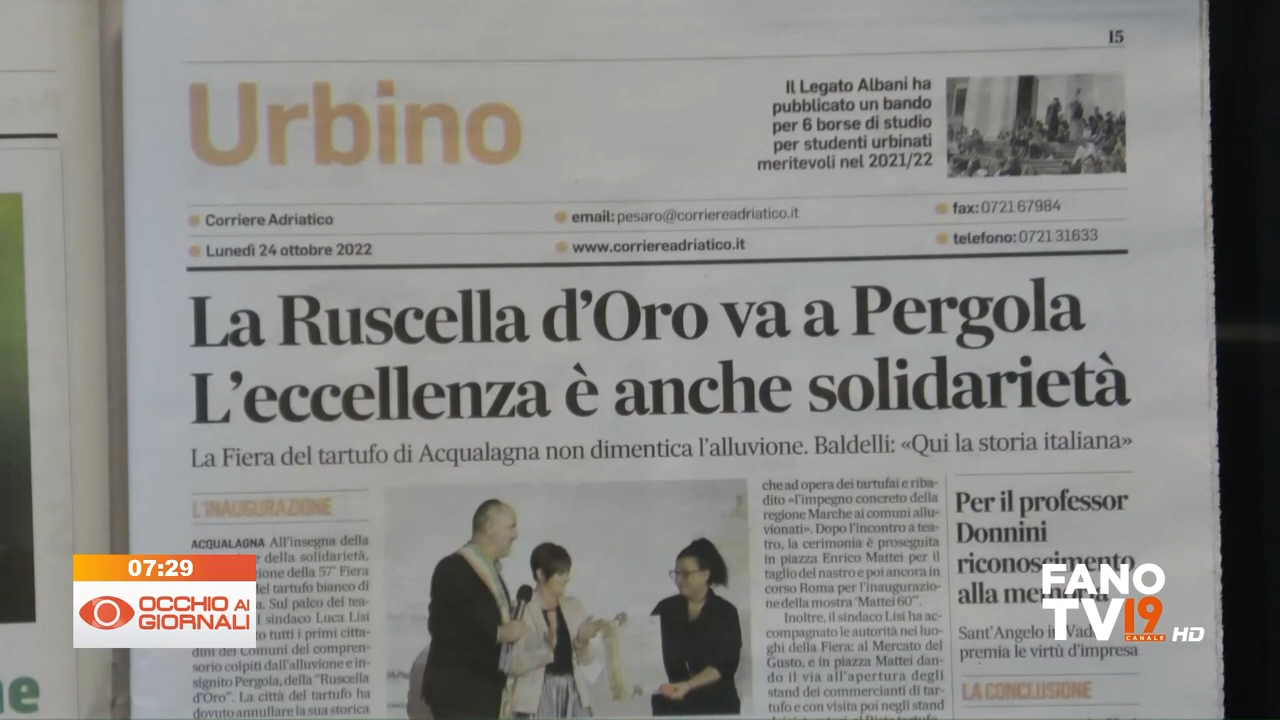 15
Urbino
Il Legato Albani ha
pubblicato un bando
per 6 borse di studio
per studenti urbinati
meritevoli nel 2021/22
Corriere Adriatico
email: pesaro@corriereadriatico.it
fax: 0721 67984
Lunedì 24 ottobre 2022
www.corriereadriatico.it
telefono: 0721 31633
La Ruscella d'Oro va a Pergola
L'eccellenza è anche solidarietà
La Fiera del tartufo di Acqualagna non dimentica l'alluvione. Baldelli: «Qui la storia italiana»
L'INAUGURAZIONE
ACQUALAGNA All'insegna della
della solidarietà,
della 57ª Fiera
del tartufo bianco di
Sul palco del tea-
sindaco Luca Lisi
tutti i primi citta-
dini dei Comuni del compren-
sorio colpiti dall'alluvione e in-
signito Pergola, della "Ruscella
d'Oro". La città del tartufo ha
dovuto annullare la sua storica
che ad opera dei tartufai e riba-
dito «l'impegno concreto della
regione Marche ai comuni allu-
vionati». Dopo l'incontro a tea-
tro, la cerimonia è proseguita
in piazza Enrico Mattei per il
taglio del nastro e poi ancora in
corso Roma per l'inaugurazio-
ne della mostra 'Mattei 60".
Inoltre, il sindaco Lisi ha ac-
compagnato le autorità nei luo-
ghi della Fiera: al Mercato del
Gusto, e in piazza Mattei dan-
do il via all'apertura degli
stand dei commercianti di tar-
tufo e con visita poi negli stand
Per il professor
Donnini
riconoscimento
alla
Sant'Angelo in
premia le virtù d'impresa
LA CONCLUSIONE
07:29
OCCHIO AI
GIORNALI
FANO
TV19
CANALE
HD